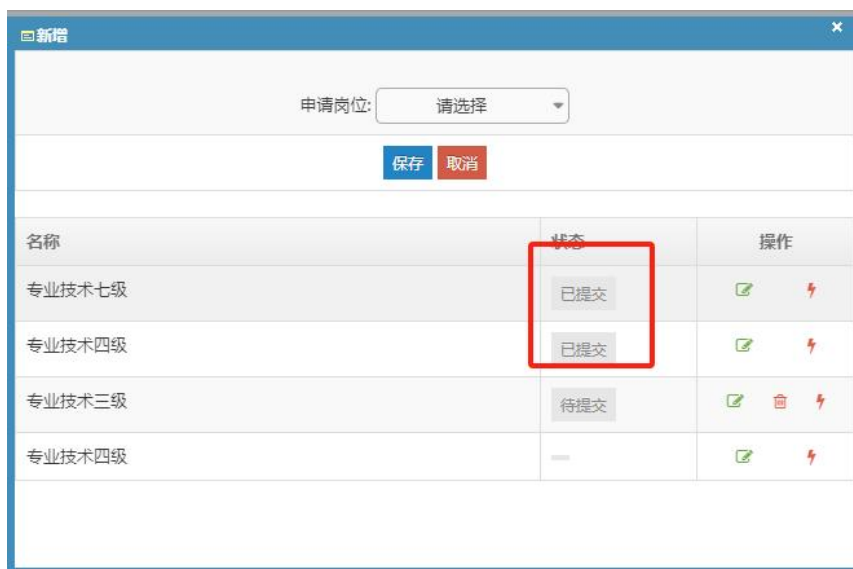 新增
申请岗位: 请选择
保存 取消
名称 状态 操作
专业技术七级 已提交
专业技术四级 已提交
专业技术三级 待提交
专业技术四级